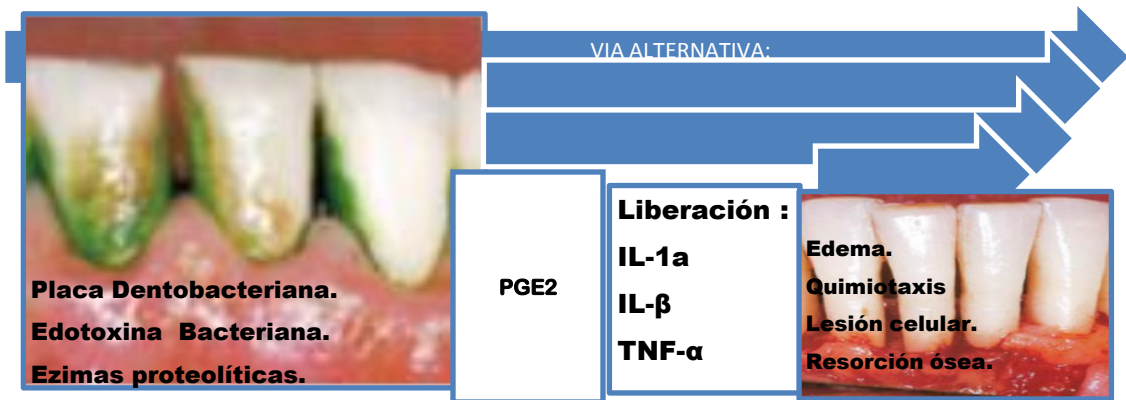 VIA ALTERNATIVA:
Placa Dentobacteriana.
Edotoxina Bacteriana.
Ezimas proteolíticas.
PGE2
Liberación :
IL-1a
IL-β
TNF-α
Edema.
Quimiotaxis
Lesión celular.
Resorción ósea.